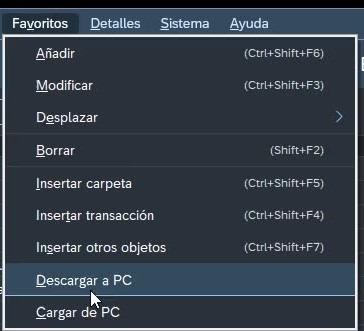 Favoritos Detalles Sistema Ayuda
Añadir (Ctrl+Shift+F6)
Modificar (Ctrl+Shift+F3)
Desplazar
Borrar (Shift+F2)
Insertar carpeta (Ctrl+Shift+F5)
Insertar transacción (Ctrl+Shift+F4)
Insertar otros objetos (Ctrl+Shift+F7)
Descargar a PC
Cargar de PC